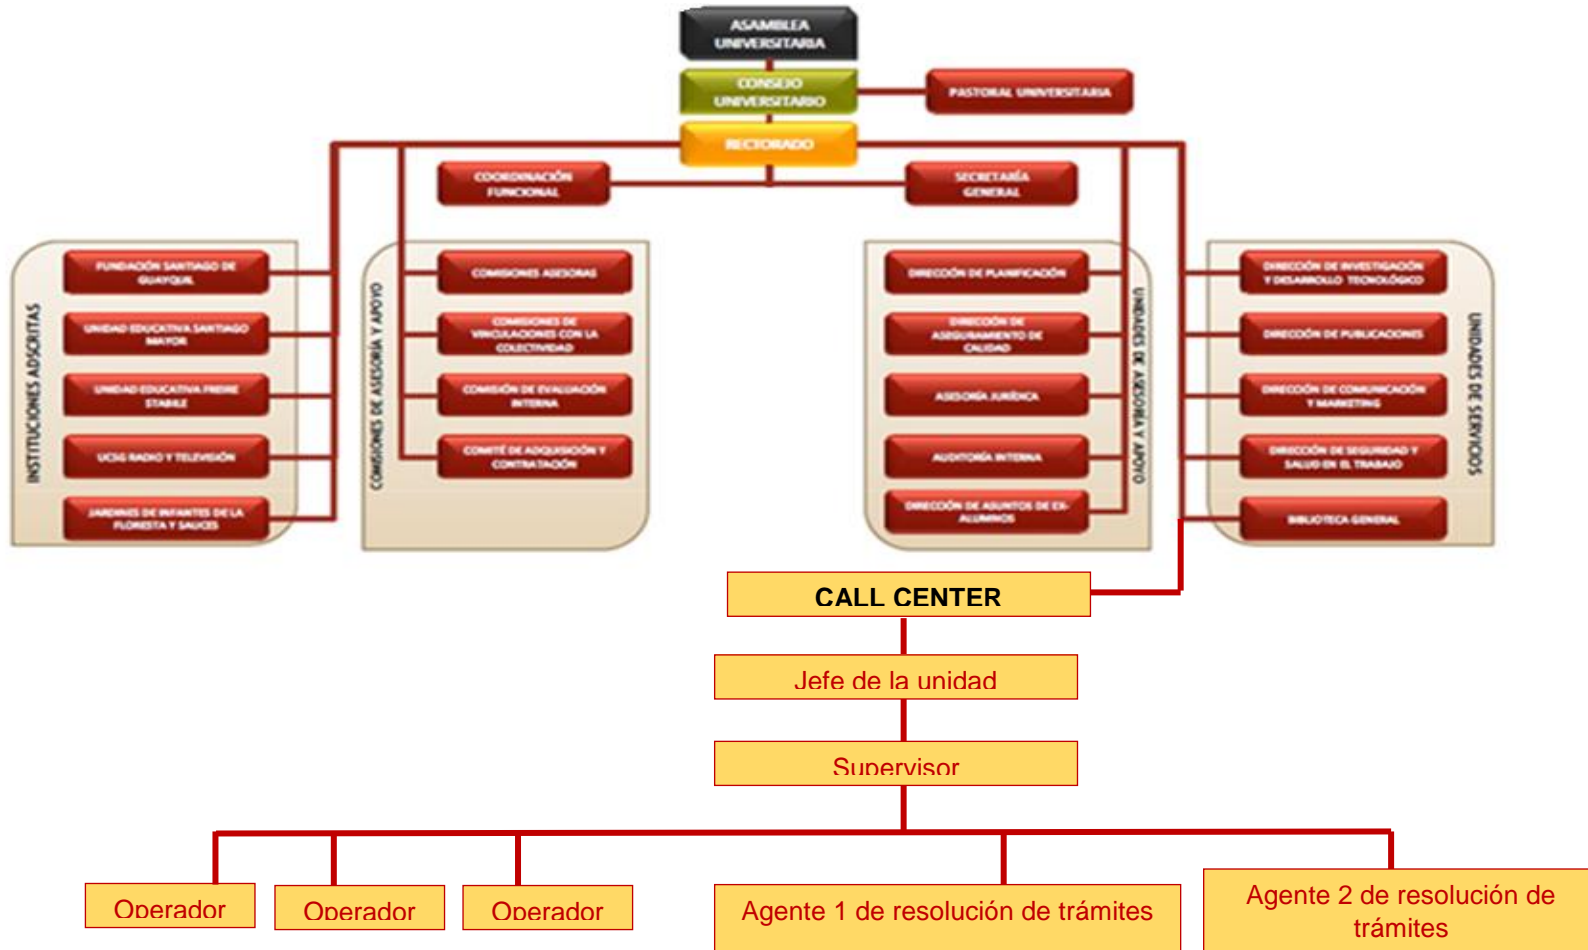 ASAMBLEA
UNIVERSITARIA
CONSEJO
UNIVERSITARIO
PASTORAL UNIVERSITARIA
RECTORADO
COORDINACIÓN
FUNCIONAL
SECRETARÍA
GENERAL
INSTITUCIONES ADSCRITAS
FUNDACIÓN SANTIAGO DE
GUAYQUIL
UNIDAD EDUCATIVA SANTIAGO
MAYOR
UNIDAD EDUCATIVA FREIRE
STABILE
UCSG RADIO Y TELEVISIÓN
JARDINES DE INFANTES DE LA
FLORESTA Y SAUCES
COMISIONES DE ASESORÍA Y APOYO
COMISIONES ASESORAS
COMISIONES DE
VINCULACIONES CON LA
COLECTIVIDAD
COMISIÓN DE EVALUACIÓN
INTERNA
COMITÉ DE ADQUISICIÓN Y
CONTRATACIÓN
DIRECCIÓN DE PLANIFICACIÓN
DIRECCIÓN DE
ASEGURAMIENTO DE
CALIDAD
ASESORÍA JURÍDICA
AUDITORÍA INTERNA
DIRECCIÓN DE ASUNTOS DE EX-
ALUMNOS
UNIDADES DE ASESORÍA Y APOYO
DIRECCIÓN DE INVESTIGACIÓN
Y DESARROLLO TECNOLÓGICO
DIRECCIÓN DE PUBLICACIONES
DIRECCIÓN DE COMUNICACIÓN
Y MARKETING
DIRECCIÓN DE SEGURIDAD Y
SALUD EN EL TRABAJO
BIBLIOTECA GENERAL
UNIDADES DE SERVICIOS
CALL CENTER
Jefe de la unidad
Supervisor
Operador
Operador
Operador
Agente 1 de resolución de trámites
Agente 2 de resolución de
trámites